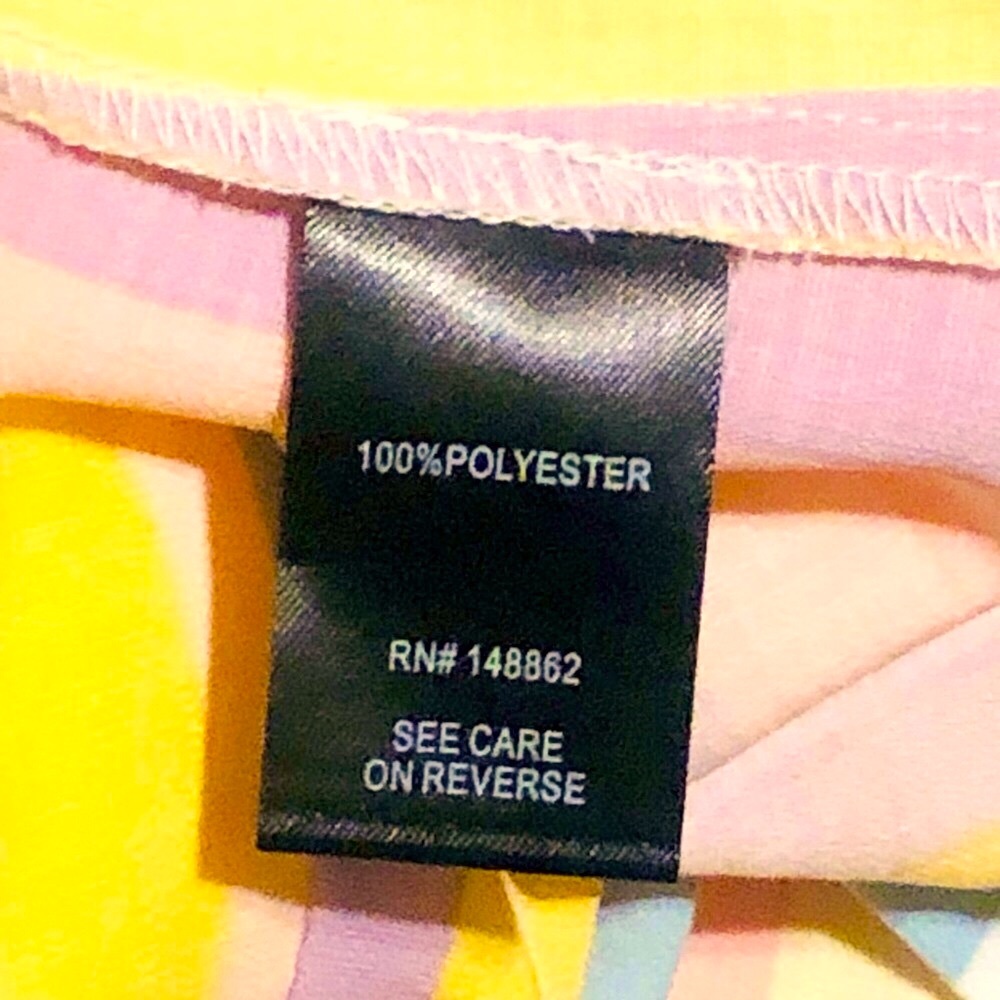 100%POLYESTER
RN# 148862
SEE CARE
ON REVERSE